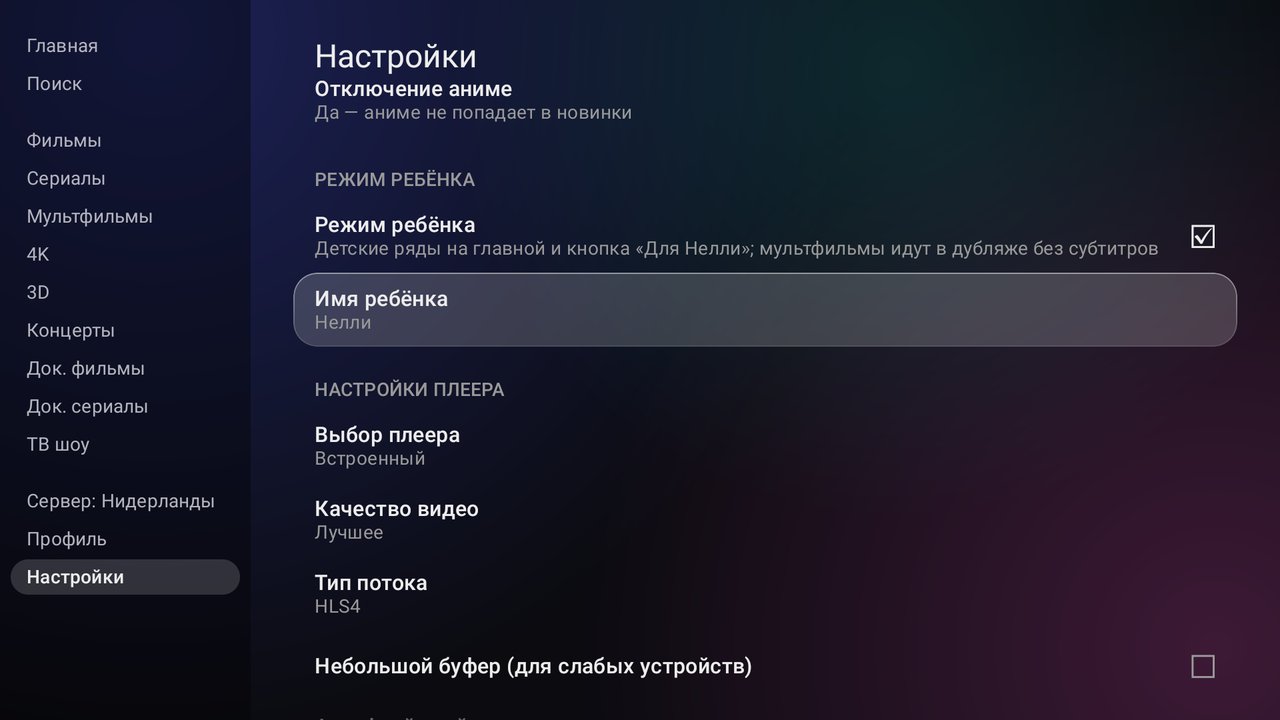 Главная
Поиск
Фильмы
Сериалы
Мультфильмы
4K
3D
Концерты
Док. фильмы
Док. сериалы
ТВ шоу
Сервер: Нидерланды
Профиль
Настройки
Настройки
Отключение аниме
Да — аниме не попадает в новинки
РЕЖИМ РЕБЁНКА
Режим ребёнка
Детские ряды на главной и кнопка «Для Нелли»; мультфильмы идут в дубляже без субтитров
Имя ребёнка
Нелли
НАСТРОЙКИ ПЛЕЕРА
Выбор плеера
Встроенный
Качество видео
Лучшее
Тип потока
HLS4
Небольшой буфер (для слабых устройств)